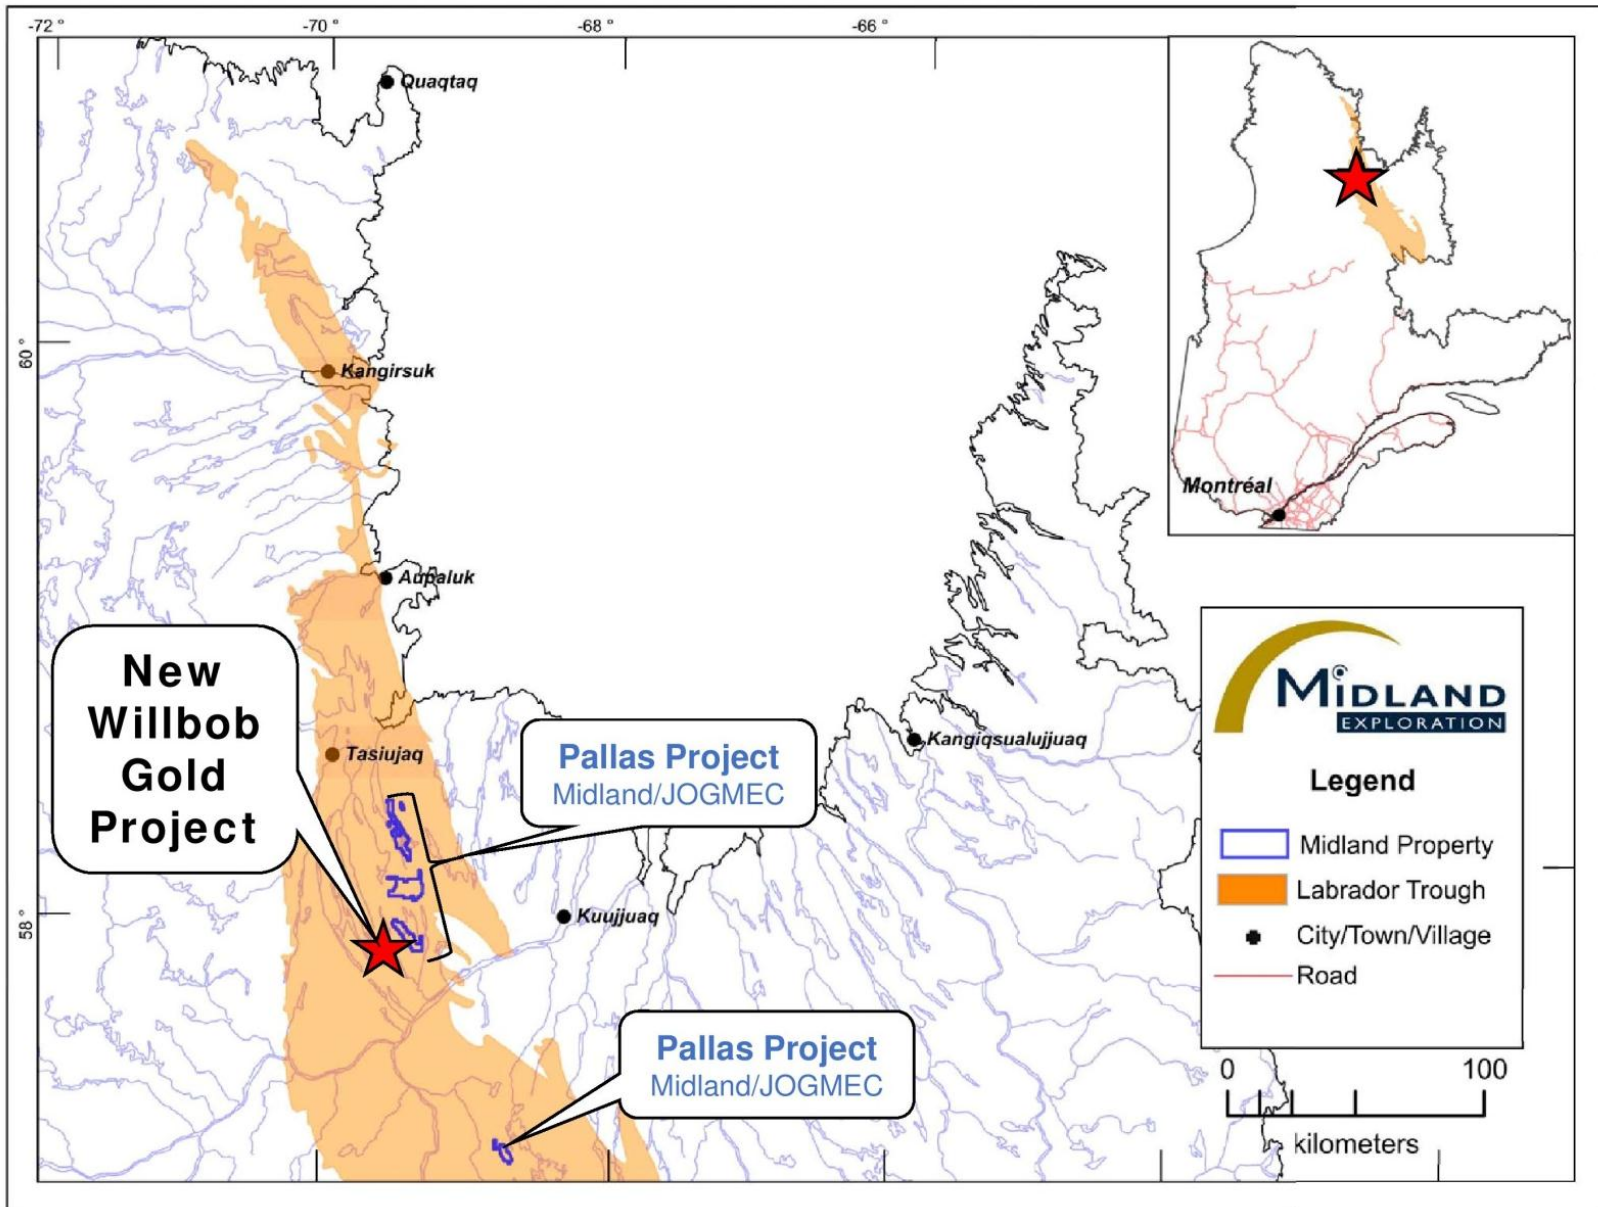 -72 °
-70 °
-68 °
-66 °
Quaqtaq
60 °
Kangirsuk
Montréal
Aupaluk
New
Willbob
Gold
Project
Tasiujaq
Pallas Project
Midland/JOGMEC
Kangiqsualujjuaq
MIDLAND
EXPLORATION
Legend
Midland Property
Labrador Trough
City/Town/Village
Road
58 °
Kuujjuaq
Pallas Project
Midland/JOGMEC
0 100
kilometers